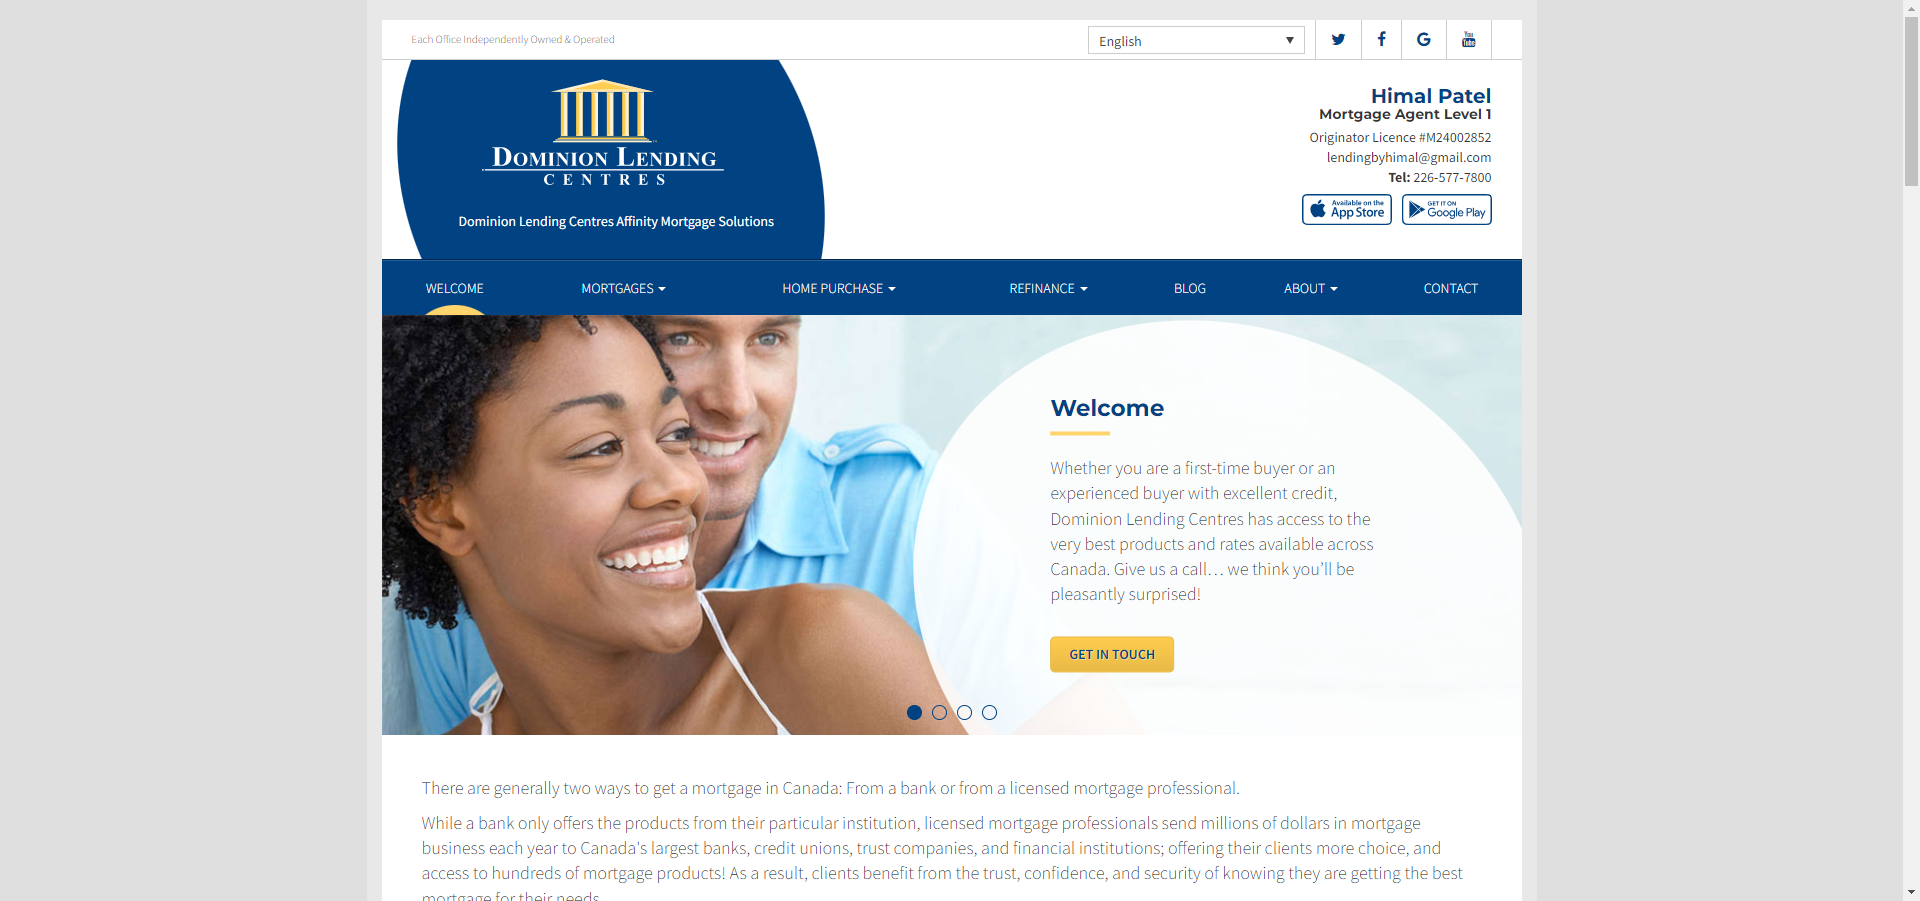 Each Office Independently Owned & Operated
English
DOMINION LENDING
CENTRES
Dominion Lending Centres Affinity Mortgage Solutions
Himal Patel
Mortgage Agent Level 1
Originator Licence #M24002852
lendingbyhimal@gmail.com
Tel: 226-577-7800
Available on the
App Store
GET IT ON
Google Play
WELCOME
MORTGAGES
HOME PURCHASE
REFINANCE
BLOG
ABOUT
CONTACT
Welcome
Whether you are a first-time buyer or an
experienced buyer with excellent credit,
Dominion Lending Centres has access to the
very best products and rates available across
Canada. Give us a call… we think you’ll be
pleasantly surprised!
GET IN TOUCH
There are generally two ways to get a mortgage in Canada: From a bank or from a licensed mortgage professional.
While a bank only offers the products from their particular institution, licensed mortgage professionals send millions of dollars in mortgage
business each year to Canada's largest banks, credit unions, trust companies, and financial institutions; offering their clients more choice, and
access to hundreds of mortgage products! As a result, clients benefit from the trust, confidence, and security of knowing they are getting the best
mortgage for their needs.